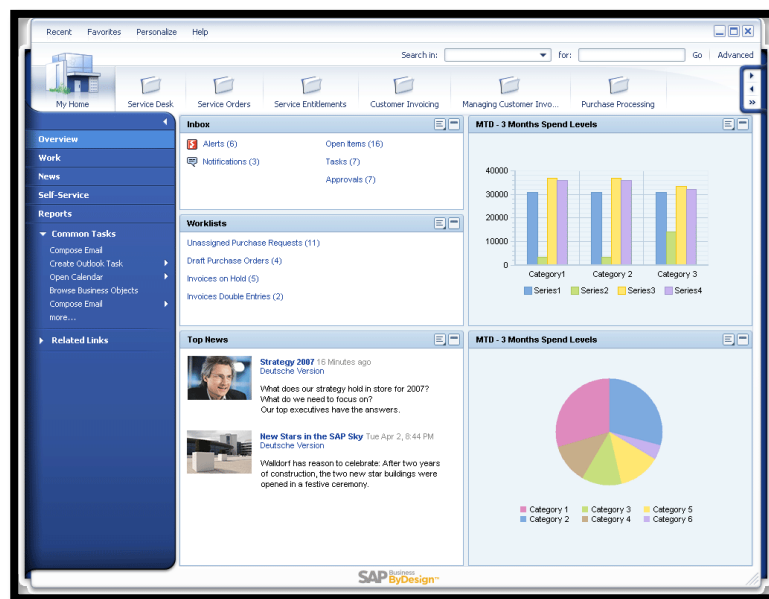 Recent Favorites Personalize Help
Search in: for: Go Advanced
My Home Service Desk Service Orders Service Entitlements Customer Invoicing Managing Customer Invo... Purchase Processing
Overview
Work
News
Self-Service
Reports
Common Tasks
Compose Email
Create Outlook Task
Open Calendar
Browse Business Objects
Compose Email
more...
Related Links
Inbox
Alerts (6) Open Items (16)
Notifications (3) Tasks (7)
Approvals (7)
Worklists
Unassigned Purchase Requests (11)
Draft Purchase Orders (4)
Invoices on Hold (5)
Invoices Double Entries (2)
Top News
Strategy 2007 16 Minutes ago
Deutsche Version
What does our strategy hold in store for 2007?
What do we need to focus on?
Our top executives have the answers.
New Stars in the SAP Sky Tue Apr 2, 8:44 PM
Deutsche Version
Walldorf has reason to celebrate: After two years
of construction, the two new star buildings were
opened in a festive ceremony.
MTD - 3 Months Spend Levels
40000
30000
20000
10000
0
Category1 Category 2 Category 3
Series1 Series2 Series3 Series4
MTD - 3 Months Spend Levels
Category 1 Category 3 Category 5
Category 2 Category 4 Category 6
SAP Business ByDesign™